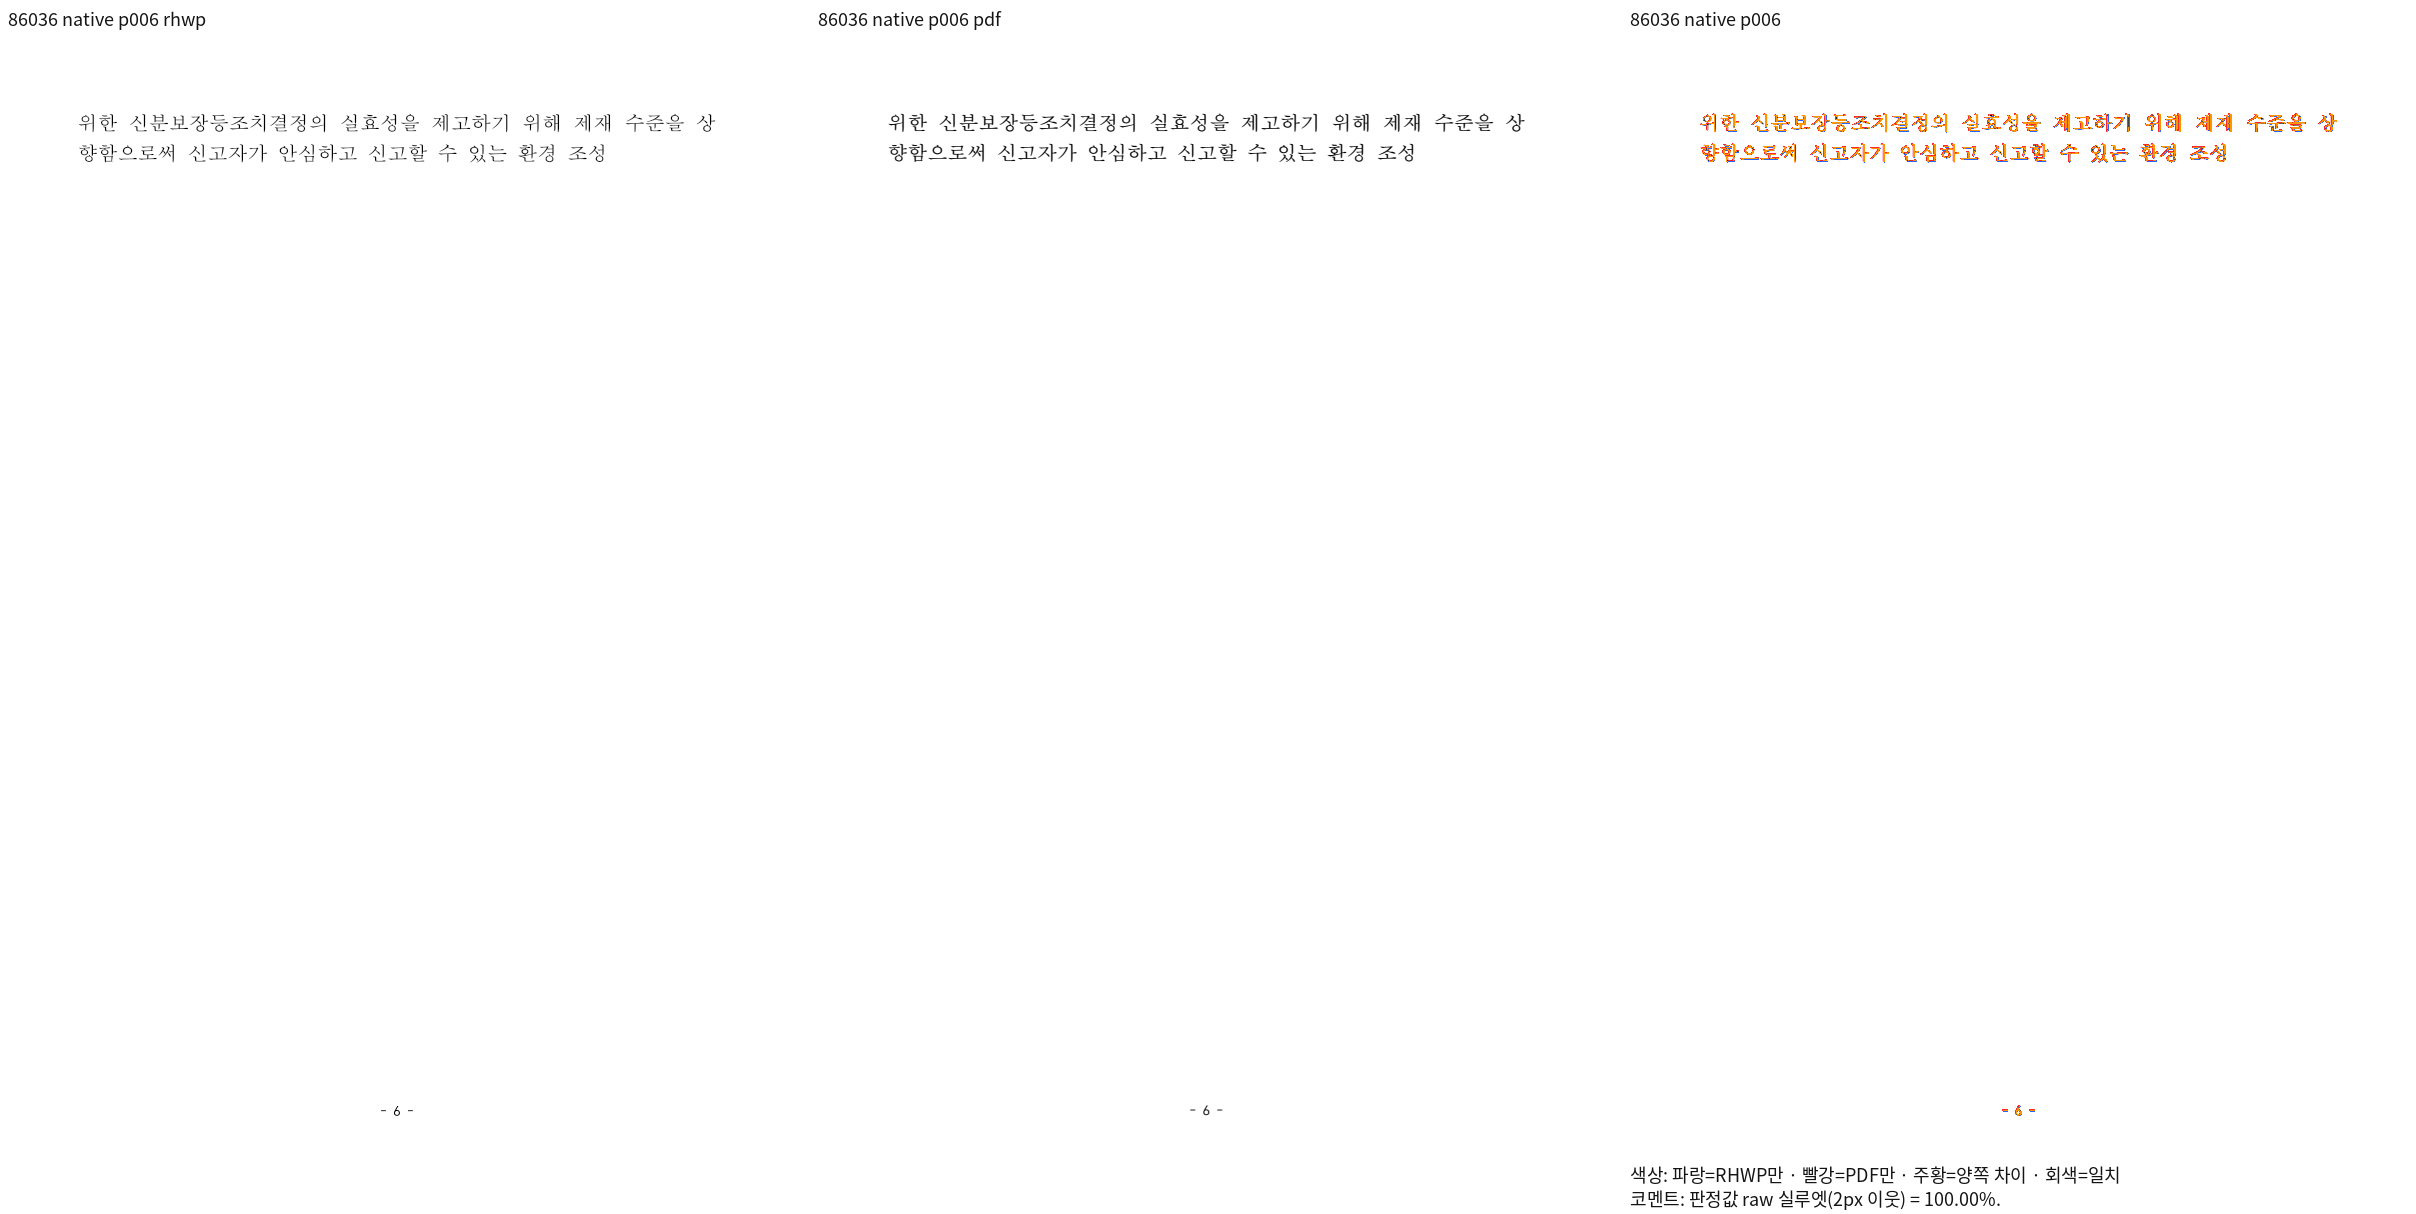 86036 native p006 rhwp
위한 신분보장등조치결정의 실효성을 제고하기 위해 제재 수준을 상
향함으로써 신고자가 안심하고 신고할 수 있는 환경 조성
- 6 -
86036 native p006 pdf
위한 신분보장등조치결정의 실효성을 제고하기 위해 제재 수준을 상
향함으로써 신고자가 안심하고 신고할 수 있는 환경 조성
- 6 -
86036 native p006
위한 신분보장등조치결정의 실효성을 제고하기 위해 제재 수준을 상
향함으로써 신고자가 안심하고 신고할 수 있는 환경 조성
- 6 -
색상: 파랑=RHWP만 · 빨강=PDF만 · 주황=양쪽 차이 · 회색=일치
코멘트: 판정값 raw 실루엣(2px 이웃) = 100.00%.